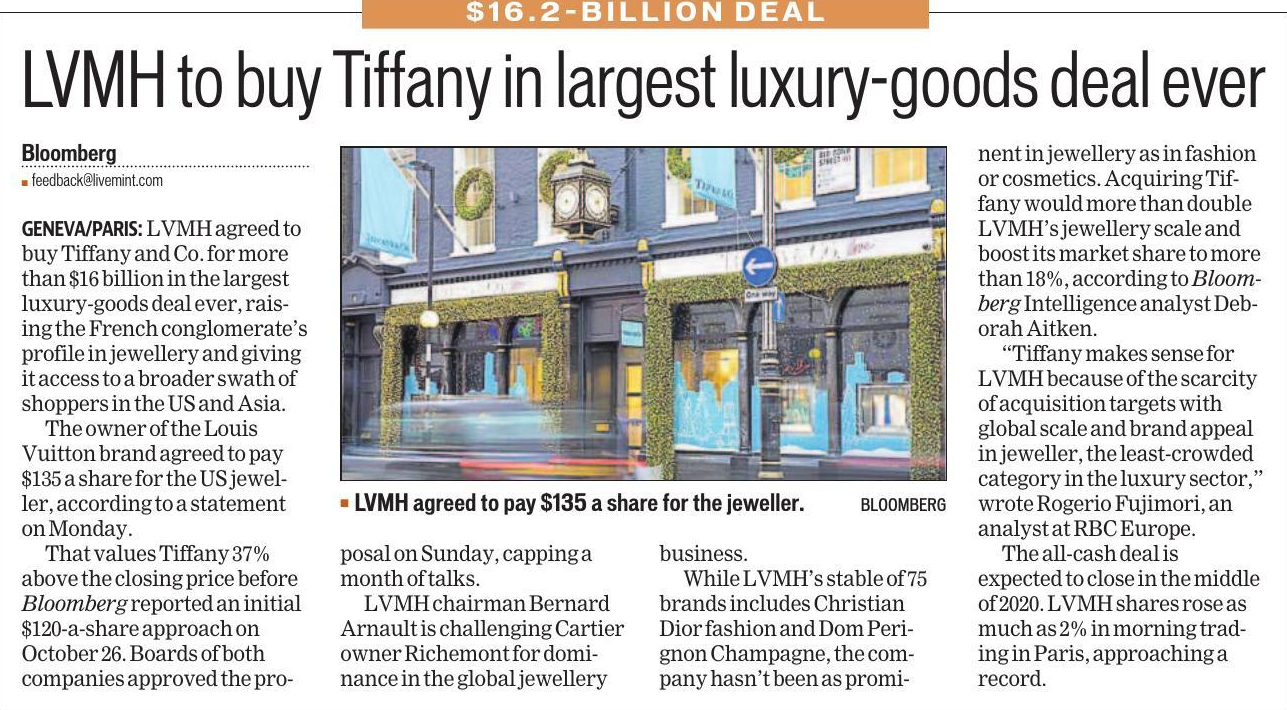 $16.2-BILLION DEAL
LVMH to buy Tiffany in largest luxury-goods deal ever
Bloomberg
feedback@livemint.com
GENEVA/PARIS: LVMH agreed to
buy Tiffany and Co. for more
than $16 billion in the largest
luxury-goods deal ever, rais-
ing the French conglomerate’s
profile in jewellery and giving
it access to a broader swath of
shoppers in the US and Asia.
The owner of the Louis
Vuitton brand agreed to pay
$135 a share for the US jewel-
ler, according to a statement
on Monday.
That values Tiffany 37%
above the closing price before
Bloomberg reported an initial
$120-a-share approach on
October 26. Boards of both
companies approved the pro-
One way
LVMH agreed to pay $135 a share for the jeweller.
BLOOMBERG
posal on Sunday, capping a
month of talks.
LVMH chairman Bernard
Arnault is challenging Cartier
owner Richemont for domi-
nance in the global jewellery
business.
While LVMH’s stable of 75
brands includes Christian
Dior fashion and Dom Peri-
gnon Champagne, the com-
pany hasn’t been as promi-
nent in jewellery as in fashion
or cosmetics. Acquiring Tif-
fany would more than double
LVMH’s jewellery scale and
boost its market share to more
than 18%, according to Bloom-
berg Intelligence analyst Deb-
orah Aitken.
“Tiffany makes sense for
LVMH because of the scarcity
of acquisition targets with
global scale and brand appeal
in jeweller, the least-crowded
category in the luxury sector,”
wrote Rogerio Fujimori, an
analyst at RBC Europe.
The all-cash deal is
expected to close in the middle
of 2020. LVMH shares rose as
much as 2% in morning trad-
ing in Paris, approaching a
record.